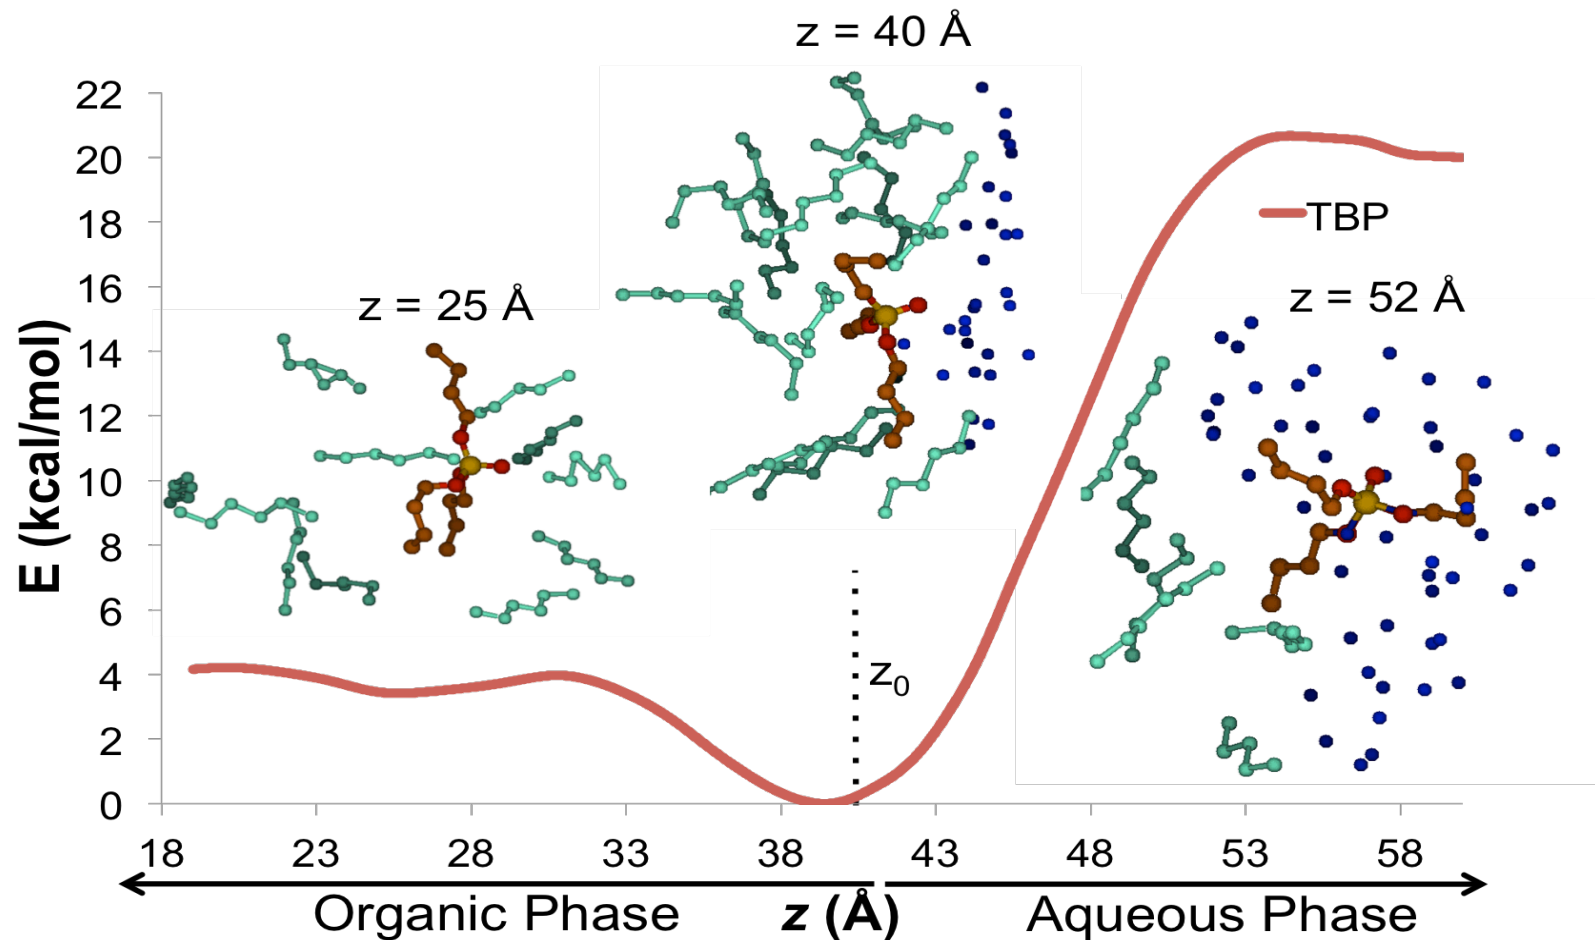 z = 40 Å
z = 25 Å
z = 52 Å
TBP
E (kcal/mol)
22
20
18
16
14
12
10
8
6
4
2
0
z0
18 23 28 33 38 43 48 53 58
Organic Phase z (Å) Aqueous Phase